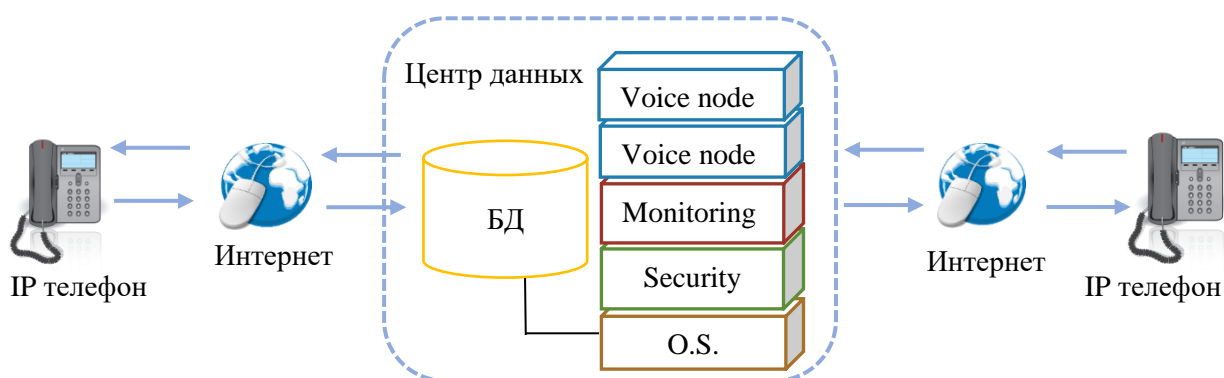 Центр данных
Voice node
Voice node
БД
Monitoring
Интернет
Интернет
Security
IP телефон
IP телефон
O.S.